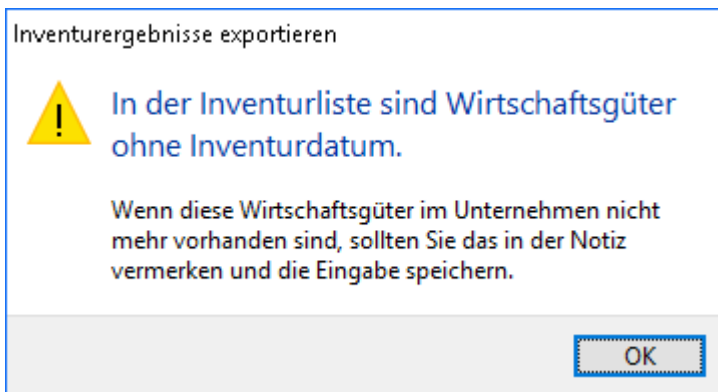 Inventurergebnisse exportieren
In der Inventurliste sind Wirtschaftsgüter
ohne Inventurdatum.
Wenn diese Wirtschaftsgüter im Unternehmen nicht
mehr vorhanden sind, sollten Sie das in der Notiz
vermerken und die Eingabe speichern.
OK